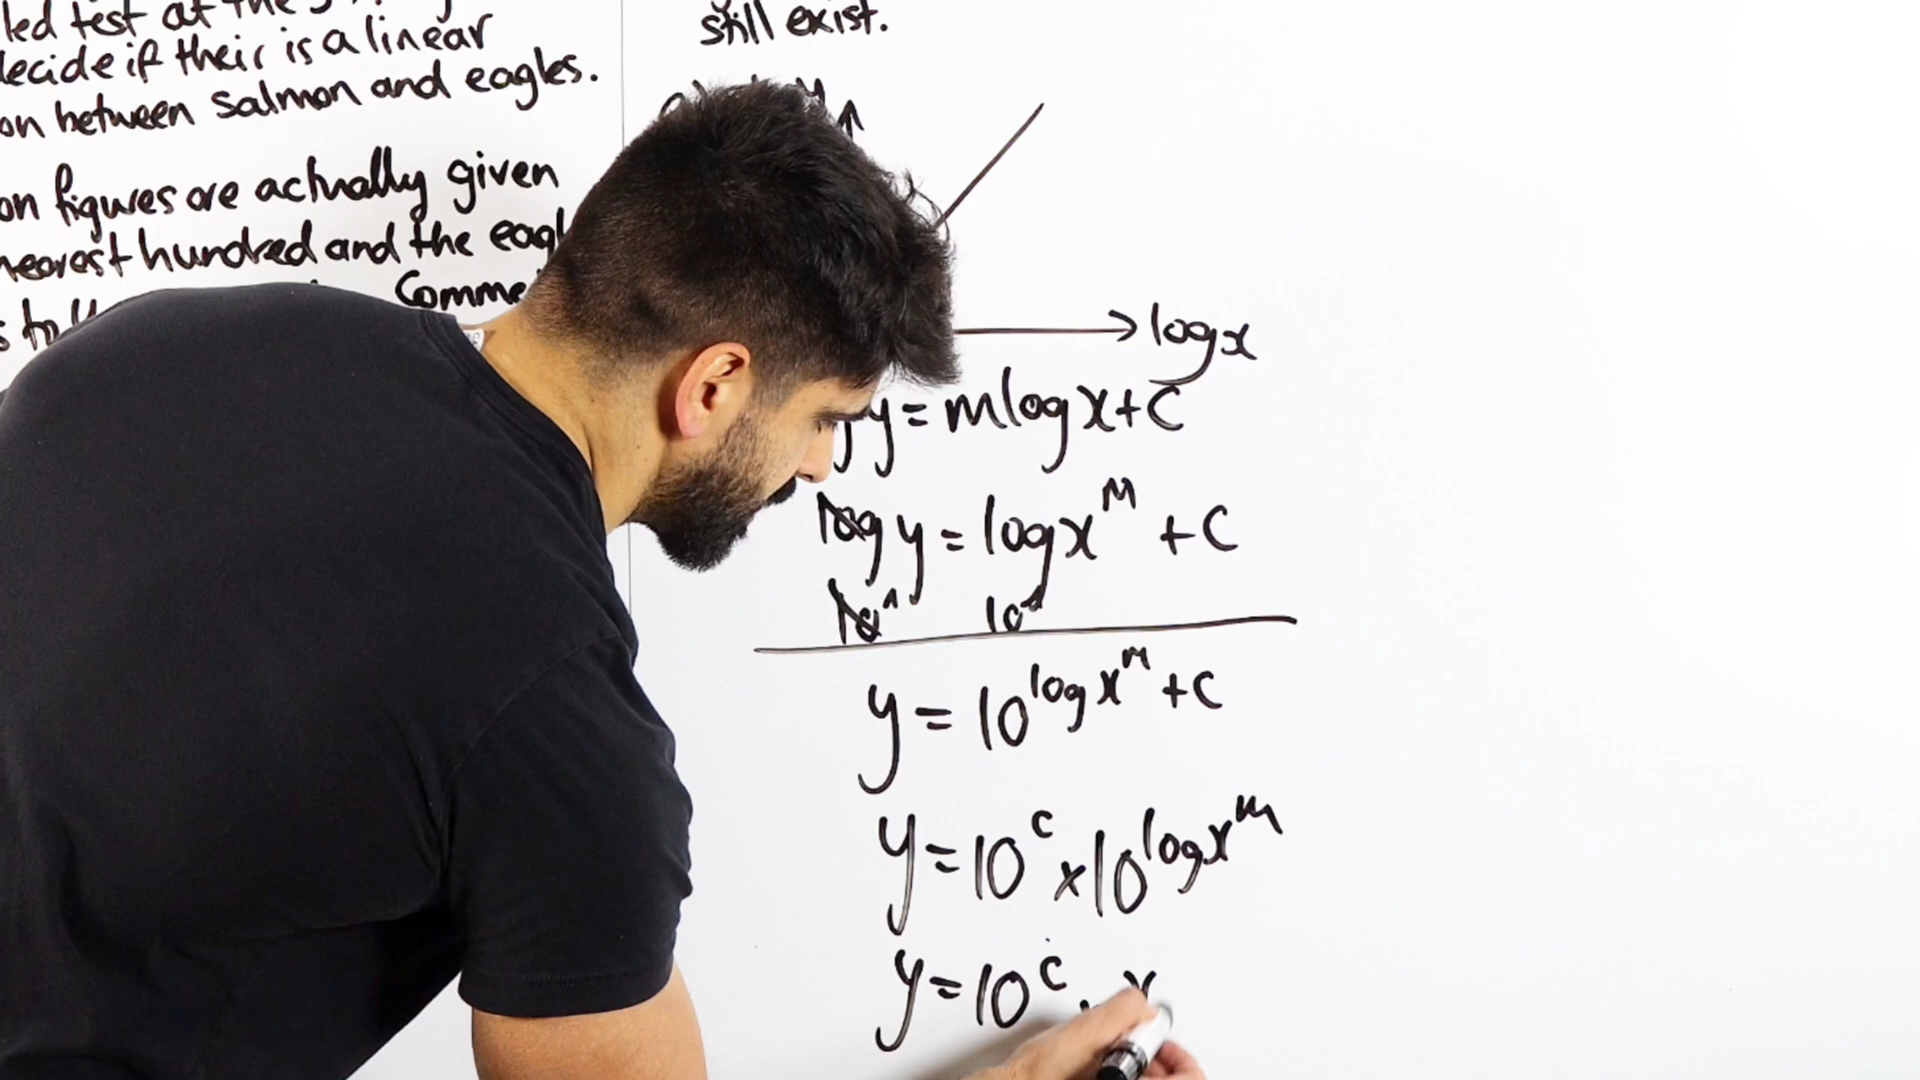 led test at the
decide if their is a linear
on between salmon and eagles.
on figures are actually given
nearest hundred and the eagl
s to Comme
still exist.
y
log x
y = m log x + C
log y = log x^m + C
10^ 10^
y = 10^log x^m + C
y = 10^c × 10^log x^m
y = 10^c x